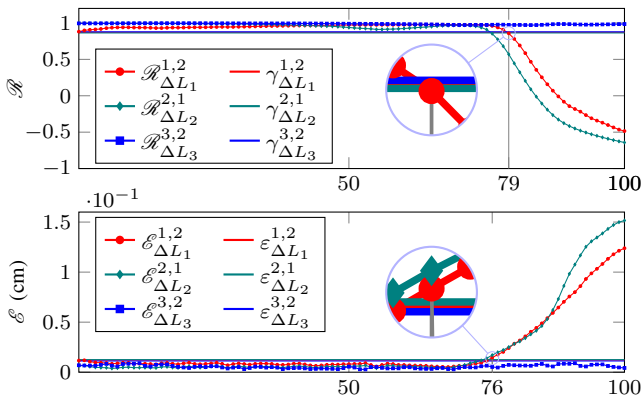 1
0.5
0
−0.5
−1
ℛ
ℛ^{1,2}_{ΔL_1} γ^{1,2}_{ΔL_1}
ℛ^{2,1}_{ΔL_2} γ^{2,1}_{ΔL_2}
ℛ^{3,2}_{ΔL_3} γ^{3,2}_{ΔL_3}
50 79 100
·10^{−1}
1.5
1
0.5
0
ℰ (cm)
ℰ^{1,2}_{ΔL_1} ε^{1,2}_{ΔL_1}
ℰ^{2,1}_{ΔL_2} ε^{2,1}_{ΔL_2}
ℰ^{3,2}_{ΔL_3} ε^{3,2}_{ΔL_3}
50 76 100